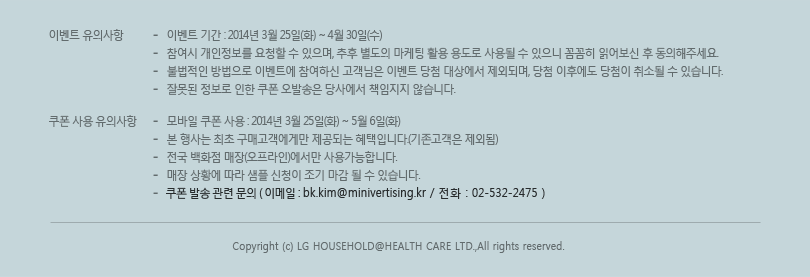 이벤트 유의사항 - 이벤트 기간 : 2014년 3월 25일(화) ~ 4월 30일(수)
- 참여시 개인정보를 요청할 수 있으며, 추후 별도의 마케팅 활용 용도로 사용될 수 있으니 꼼꼼히 읽어보신 후 동의해주세요.
- 불법적인 방법으로 이벤트에 참여하신 고객님은 이벤트 당첨 대상에서 제외되며, 당첨 이후에도 당첨이 취소될 수 있습니다.
- 잘못된 정보로 인한 쿠폰 오발송은 당사에서 책임지지 않습니다.
쿠폰 사용 유의사항 - 모바일 쿠폰 사용 : 2014년 3월 25일(화) ~ 5월 6일(화)
- 본 행사는 최초 구매고객에게만 제공되는 혜택입니다.(기존고객은 제외됨)
- 전국 백화점 매장(오프라인)에서만 사용가능합니다.
- 매장 상황에 따라 샘플 신청이 조기 마감 될 수 있습니다.
- 쿠폰 발송 관련 문의 ( 이메일 : bk.kim@minivertising.kr / 전화 : 02-532-2475 )
Copyright (c) LG HOUSEHOLD@HEALTH CARE LTD.,All rights reserved.